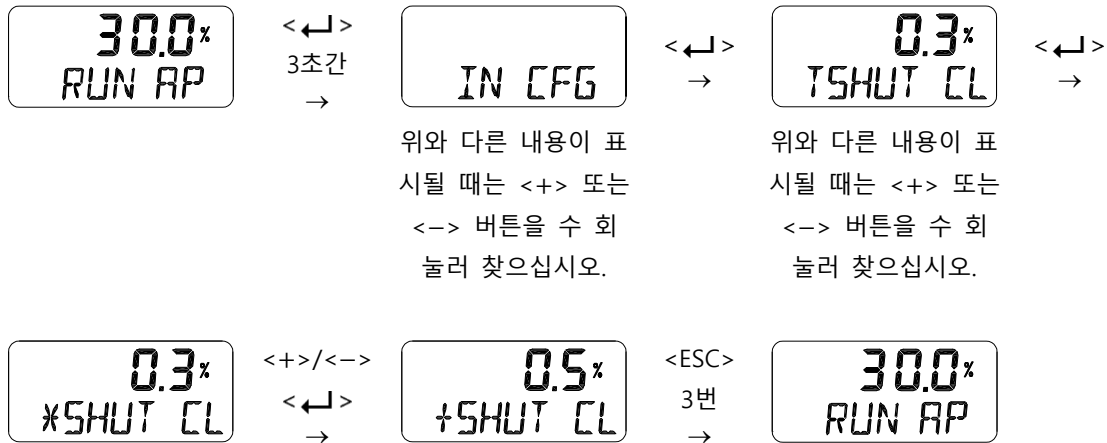 30.0%
RUN AP
<↵>
3초간
→
IN CFG
<↵>
→
0.3%
TSHUT CL
<↵>
→
위와 다른 내용이 표
시될 때는 <+> 또는
<−> 버튼을 수 회
눌러 찾으십시오.
위와 다른 내용이 표
시될 때는 <+> 또는
<−> 버튼을 수 회
눌러 찾으십시오.
0.3%
*SHUT CL
<+>/<−>
<↵>
→
0.5%
+SHUT CL
<ESC>
3번
→
30.0%
RUN AP